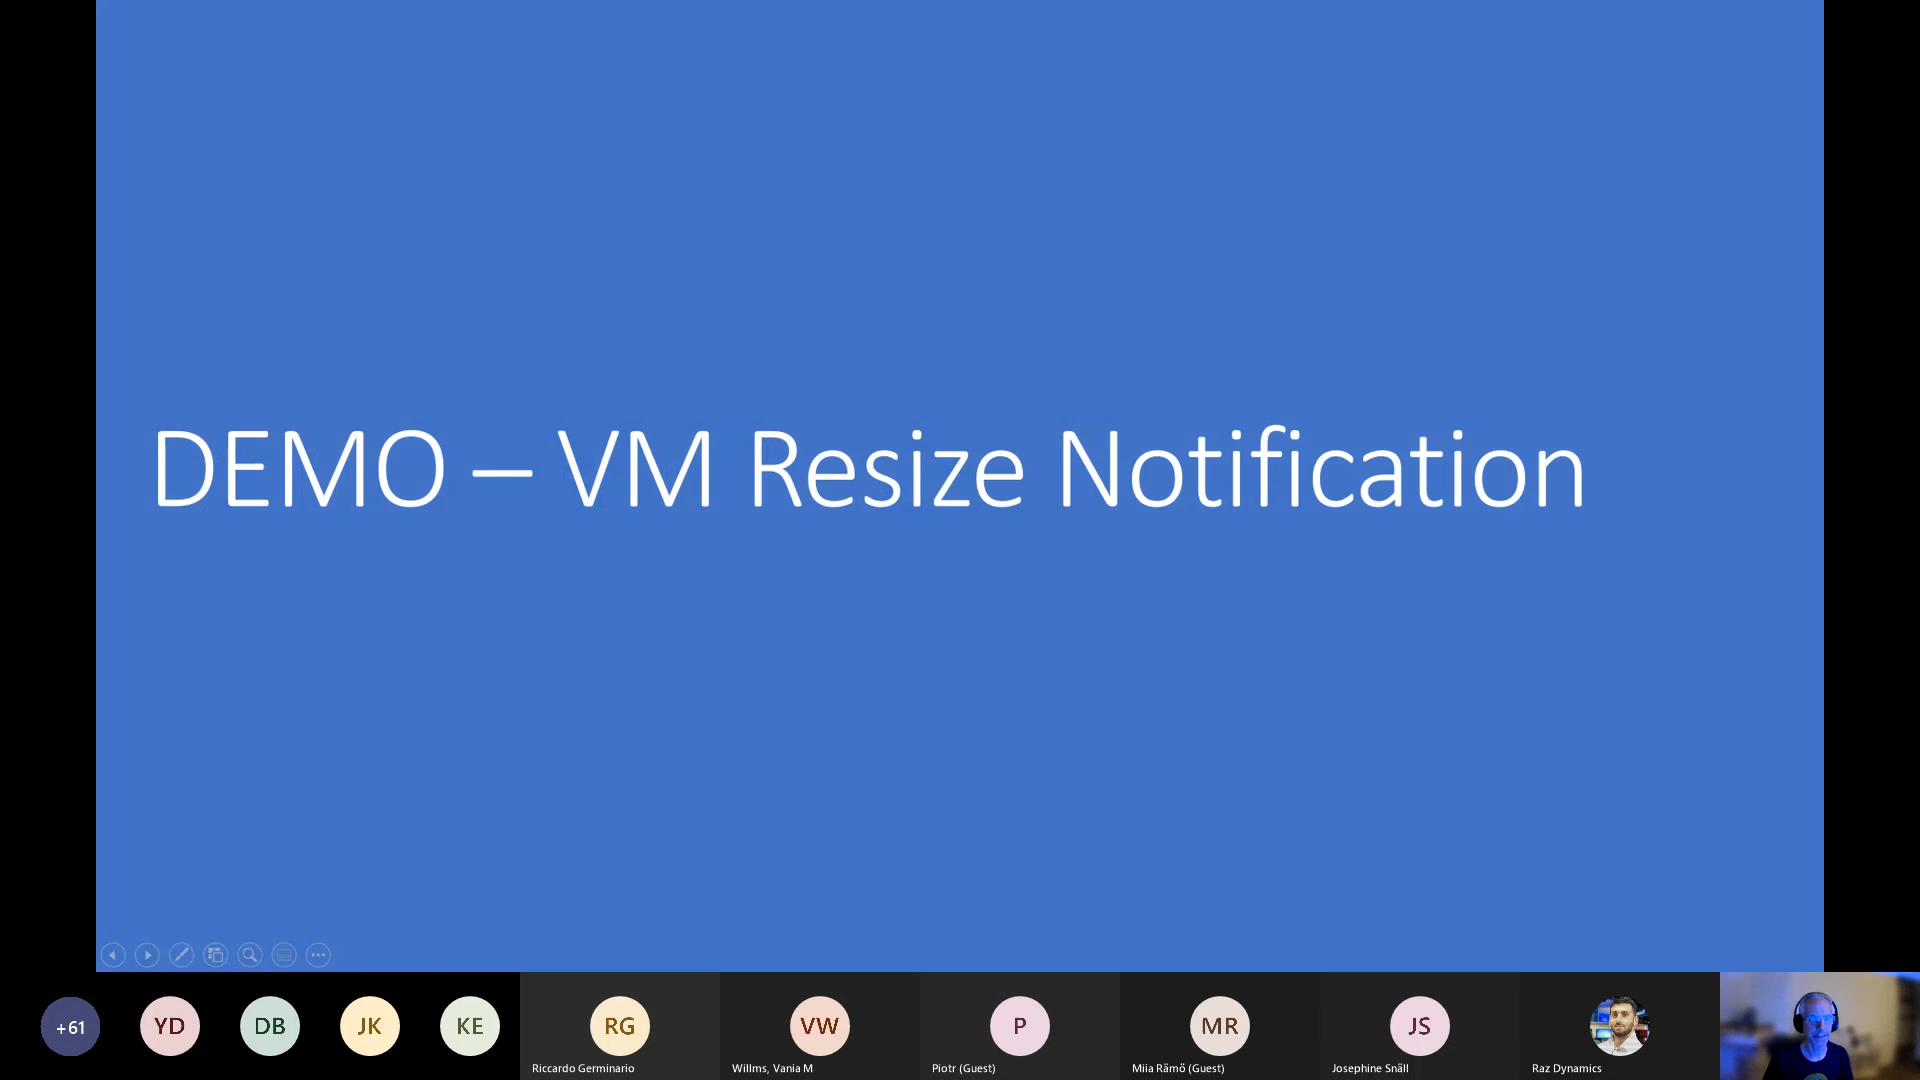 DEMO – VM Resize Notification
+61
YD
DB
JK
KE
RG
VW
P
MR
JS
Riccardo Germinario
Willms, Vania M
Piotr (Guest)
Miia Rämö (Guest)
Josephine Snäll
Raz Dynamics